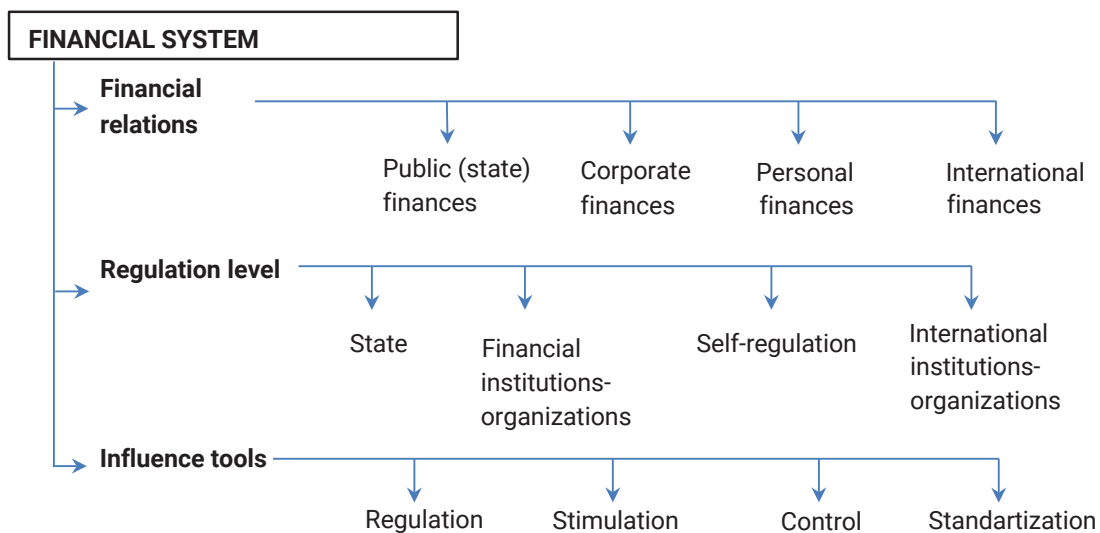 FINANCIAL SYSTEM
Financial
relations
Public (state)
finances
Corporate
finances
Personal
finances
International
finances
Regulation level
State
Financial
institutions-
organizations
Self-regulation
International
institutions-
organizations
Influence tools
Regulation
Stimulation
Control
Standartization